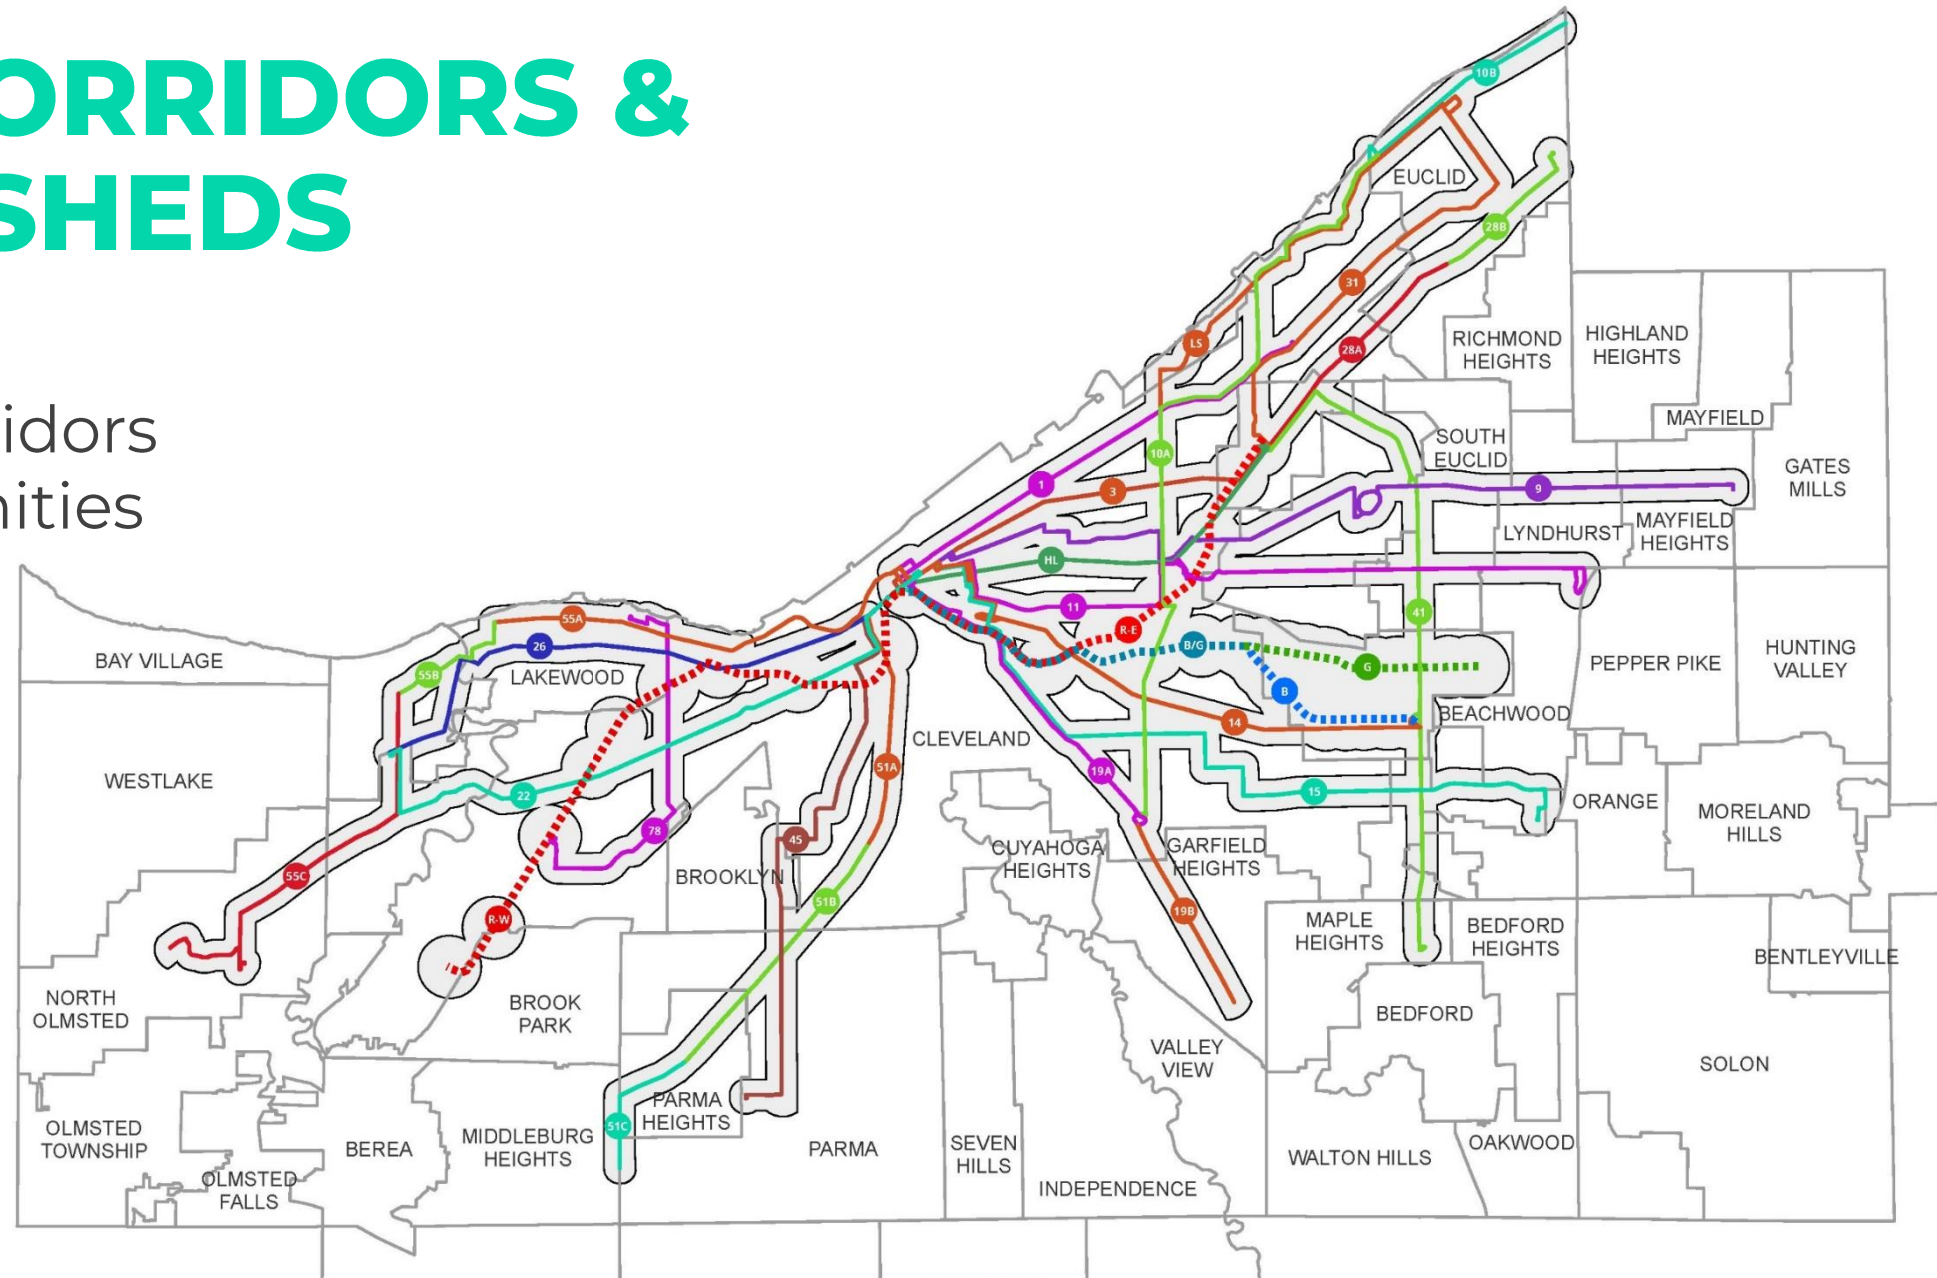 ORRIDORS &
SHEDS
idors
nities
10B
EUCLID
28B
31
LS
28A
RICHMOND
HEIGHTS
HIGHLAND
HEIGHTS
MAYFIELD
SOUTH
EUCLID
10A
GATES
MILLS
1
3
9
LYNDHURST
MAYFIELD
HEIGHTS
HL
11
41
55A
R-E
26
B/G
BAY VILLAGE
55B
LAKEWOOD
G
PEPPER PIKE
HUNTING
VALLEY
B
BEACHWOOD
14
CLEVELAND
WESTLAKE
51A
19A
22
15
ORANGE
MORELAND
HILLS
78
45
CUYAHOGA
HEIGHTS
GARFIELD
HEIGHTS
55C
BROOKLYN
51B
19B
R-W
MAPLE
HEIGHTS
BEDFORD
HEIGHTS
BENTLEYVILLE
NORTH
OLMSTED
BROOK
PARK
BEDFORD
VALLEY
VIEW
SOLON
PARMA
HEIGHTS
51C
OLMSTED
TOWNSHIP
BEREA
MIDDLEBURG
HEIGHTS
PARMA
SEVEN
HILLS
OAKWOOD
WALTON HILLS
OLMSTED
FALLS
INDEPENDENCE